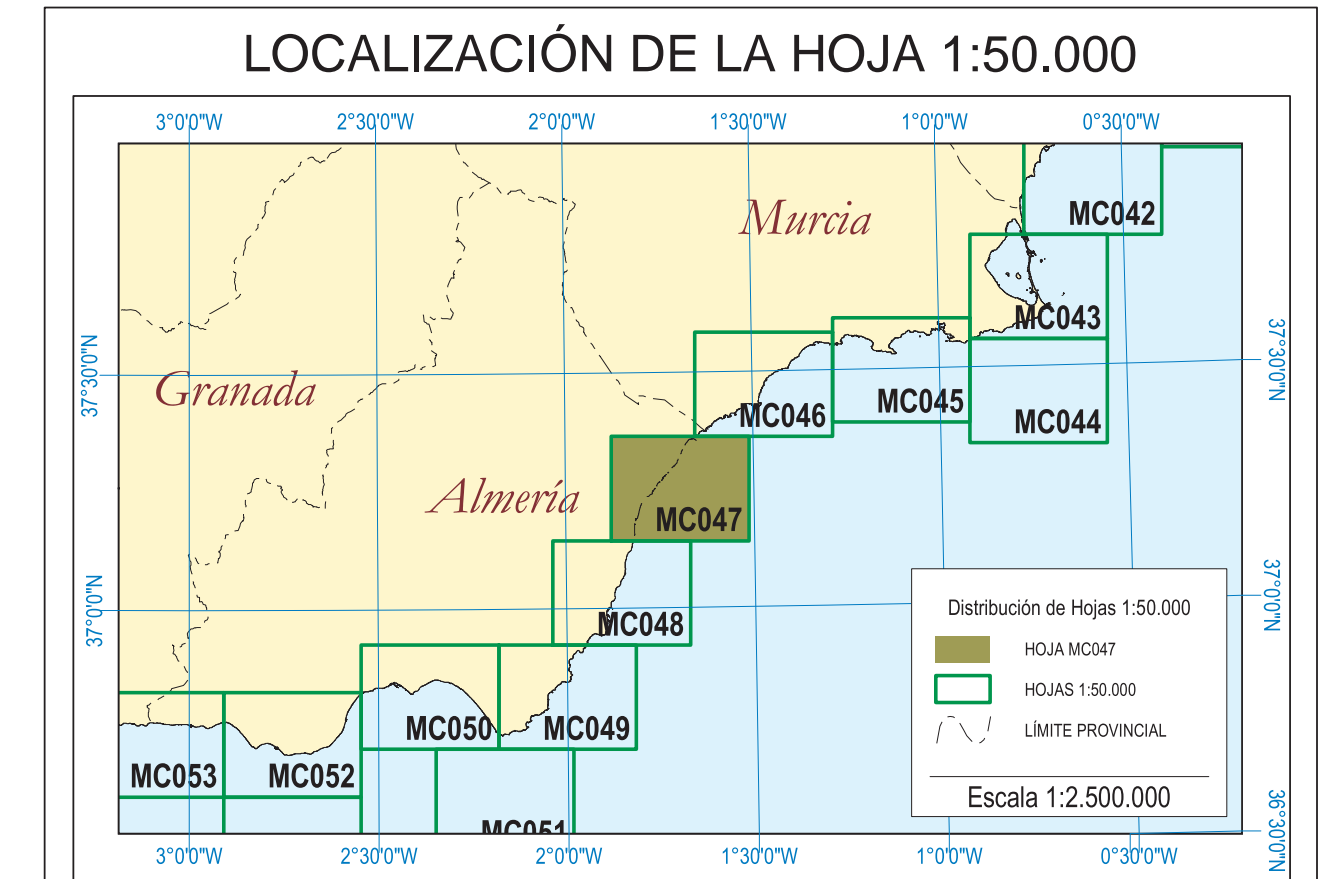 LOCALIZACIÓN DE LA HOJA 1:50.000
3°0'0"W 2°30'0"W 2°0'0"W 1°30'0"W 1°0'0"W 0°30'0"W
Murcia
MC042
MC043
37°30'0"N
37°30'0"N
Granada
MC046
MC045
MC044
Almería
MC047
37°0'0"N
37°0'0"N
MC048
MC050
MC049
MC053
MC052
MC051
Distribución de Hojas 1:50.000
HOJA MC047
HOJAS 1:50.000
LÍMITE PROVINCIAL
Escala 1:2.500.000
36°30'0"N
3°0'0"W 2°30'0"W 2°0'0"W 1°30'0"W 1°0'0"W 0°30'0"W